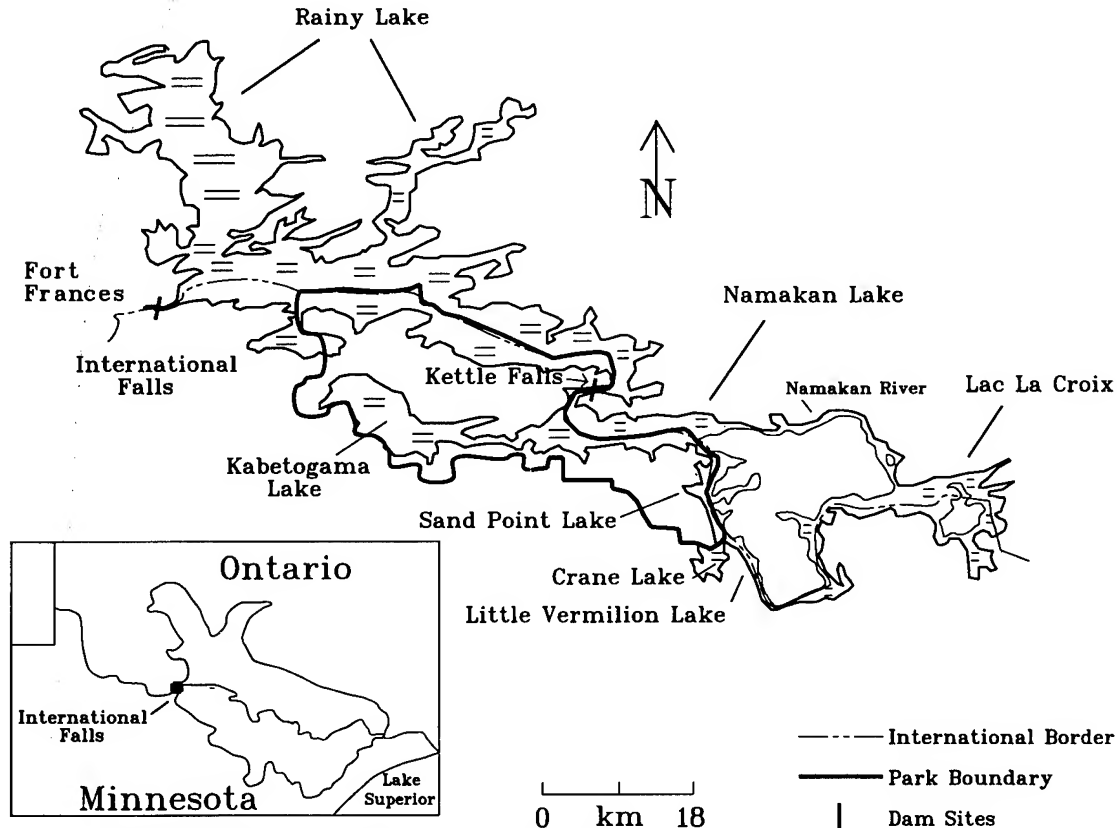 Rainy Lake
N
Fort
Frances
Namakan Lake
International
Falls
Kettle Falls
Namakan River
Lac La Croix
Kabetogama
Lake
Sand Point Lake
Crane Lake
Little Vermilion Lake
Ontario
International
Falls
Minnesota
Lake
Superior
International Border
Park Boundary
Dam Sites
0 km 18